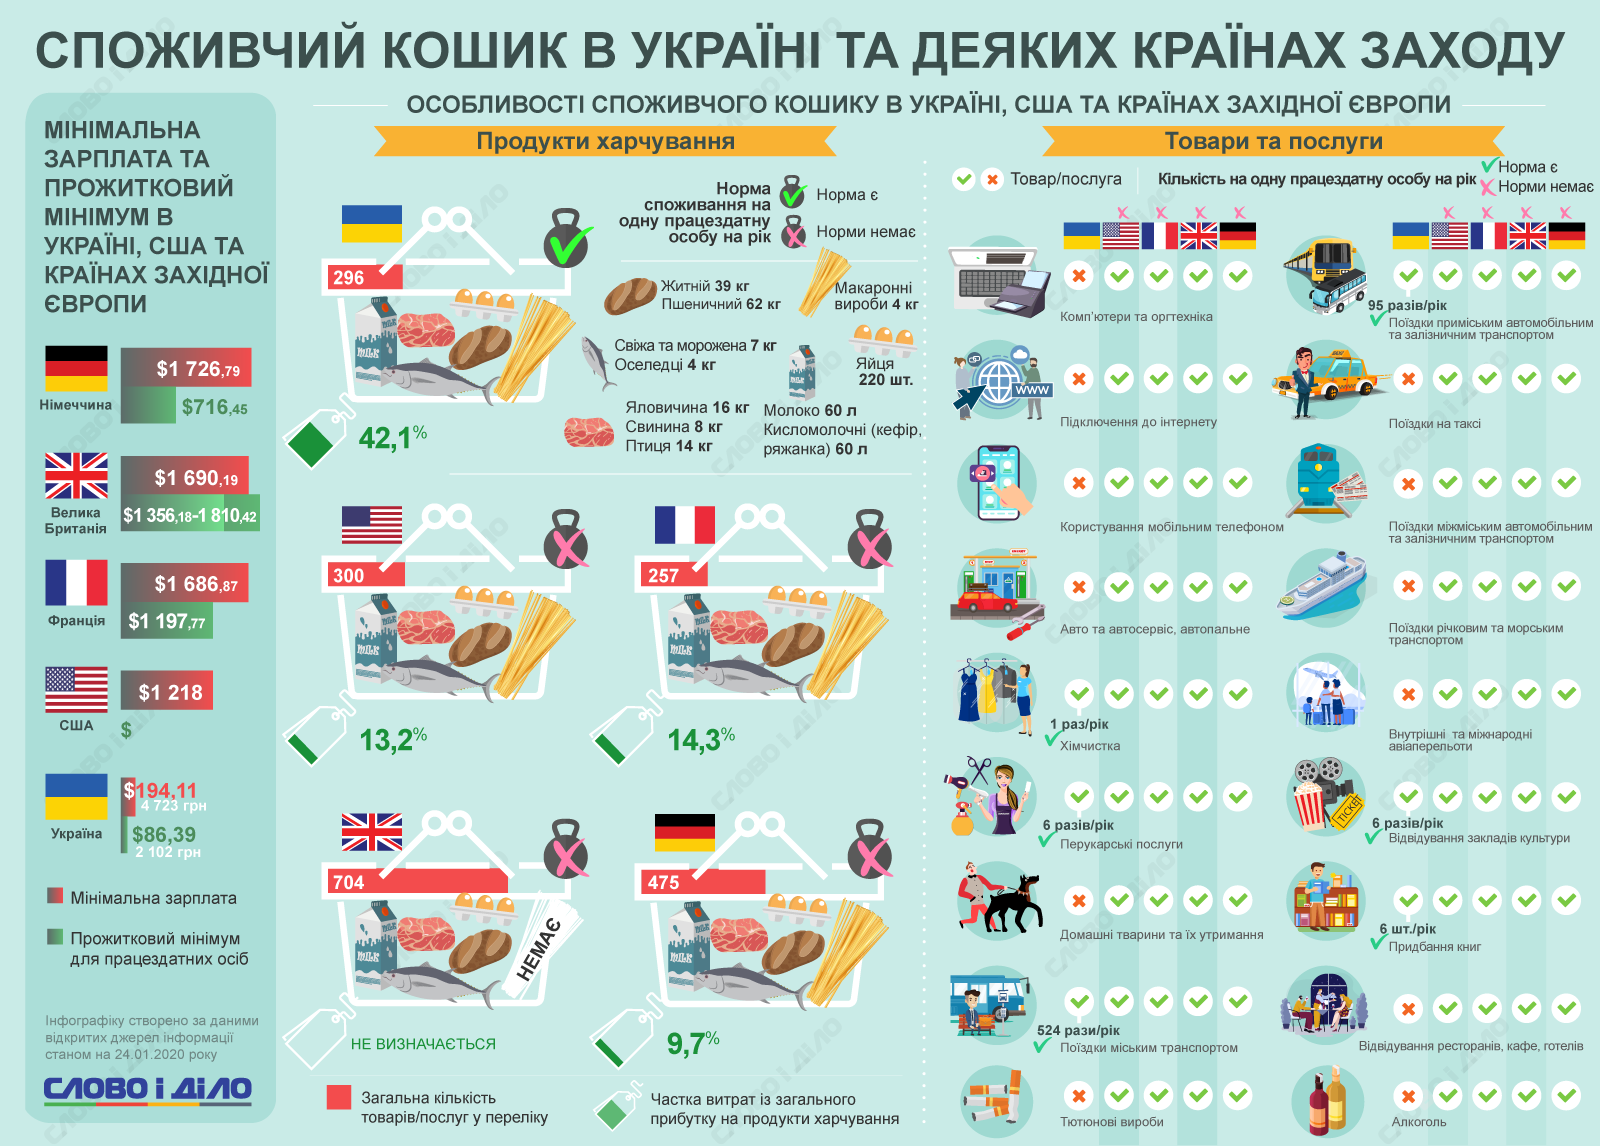 СПОЖИВЧИЙ КОШИК В УКРАЇНІ ТА ДЕЯКИХ КРАЇНАХ ЗАХОДУ
МІНІМАЛЬНА
ЗАРПЛАТА ТА
ПРОЖИТКОВИЙ
МІНІМУМ В
УКРАЇНІ, США ТА
КРАЇНАХ ЗАХІДНОЇ
ЄВРОПИ
Німеччина
$1 726,79
$716,45
Велика
Британія
$1 690,19
$1 356,18-1 810,42
Франція
$1 686,87
$1 197,77
США
$1 218
$
Україна
$194,11
4 723 грн
$86,39
2 102 грн
Мінімальна зарплата
Прожитковий мінімум
для працездатних осіб
Інфографіку створено за даними
відкритих джерел інформації
станом на 24.01.2020 року
СЛОВО І ДІЛО
ОСОБЛИВОСТІ СПОЖИВЧОГО КОШИКУ В УКРАЇНІ, США ТА КРАЇНАХ ЗАХІДНОЇ ЄВРОПИ
Продукти харчування
Норма
споживання на
одну працездатну
особу на рік
Норма є
Норми немає
296
MILK
42,1%
Житній 39 кг
Пшеничний 62 кг
Макаронні
вироби 4 кг
Свіжа та морожена 7 кг
Оселедці 4 кг
Яйця
220 шт.
Яловичина 16 кг
Свинина 8 кг
Птиця 14 кг
Молоко 60 л
Кисломолочні (кефір,
ряжанка) 60 л
300
MILK
13,2%
257
MILK
14,3%
704
MILK
НЕМАЄ
НЕ ВИЗНАЧАЄТЬСЯ
475
MILK
9,7%
Загальна кількість
товарів/послуг у переліку
Частка витрат із загального
прибутку на продукти харчування
Товари та послуги
Товар/послуга
Кількість на одну працездатну особу на рік
Норма є
Норми немає
Комп'ютери та оргтехніка
WWW
Підключення до інтернету
Користування мобільним телефоном
Авто та автосервіс, автопальне
1 раз/рік
Хімчистка
6 разів/рік
Перукарські послуги
Домашні тварини та їх утримання
524 рази/рік
Поїздки міським транспортом
Тютюнові вироби
95 разів/рік
Поїздки приміським автомобільним
та залізничним транспортом
TAXI
Поїздки на таксі
Поїздки міжміським автомобільним
та залізничним транспортом
Поїздки річковим та морським
транспортом
Внутрішні та міжнародні
авіаперельоти
TICKET
6 разів/рік
Відвідування закладів культури
6 шт./рік
Придбання книг
Відвідування ресторанів, кафе, готелів
Алкоголь